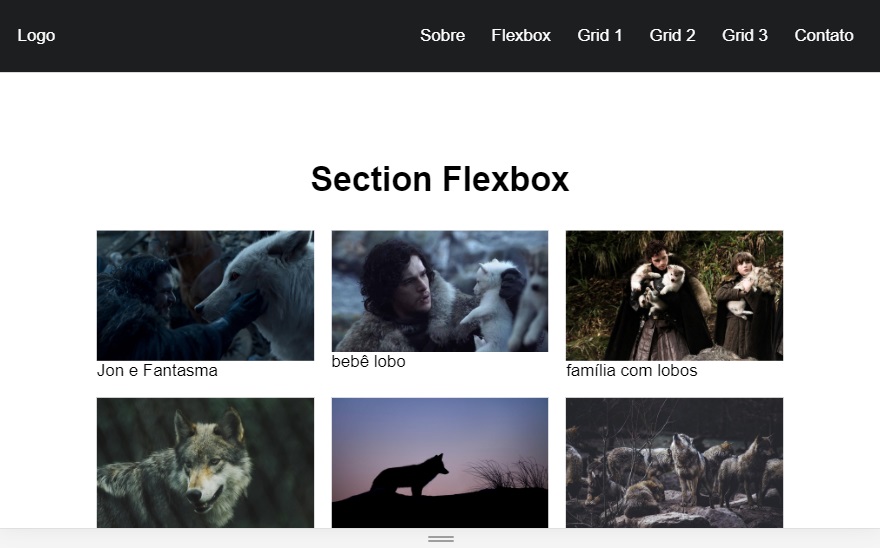 Logo
Sobre Flexbox Grid 1 Grid 2 Grid 3 Contato
Section Flexbox
Jon e Fantasma
bebê lobo
família com lobos